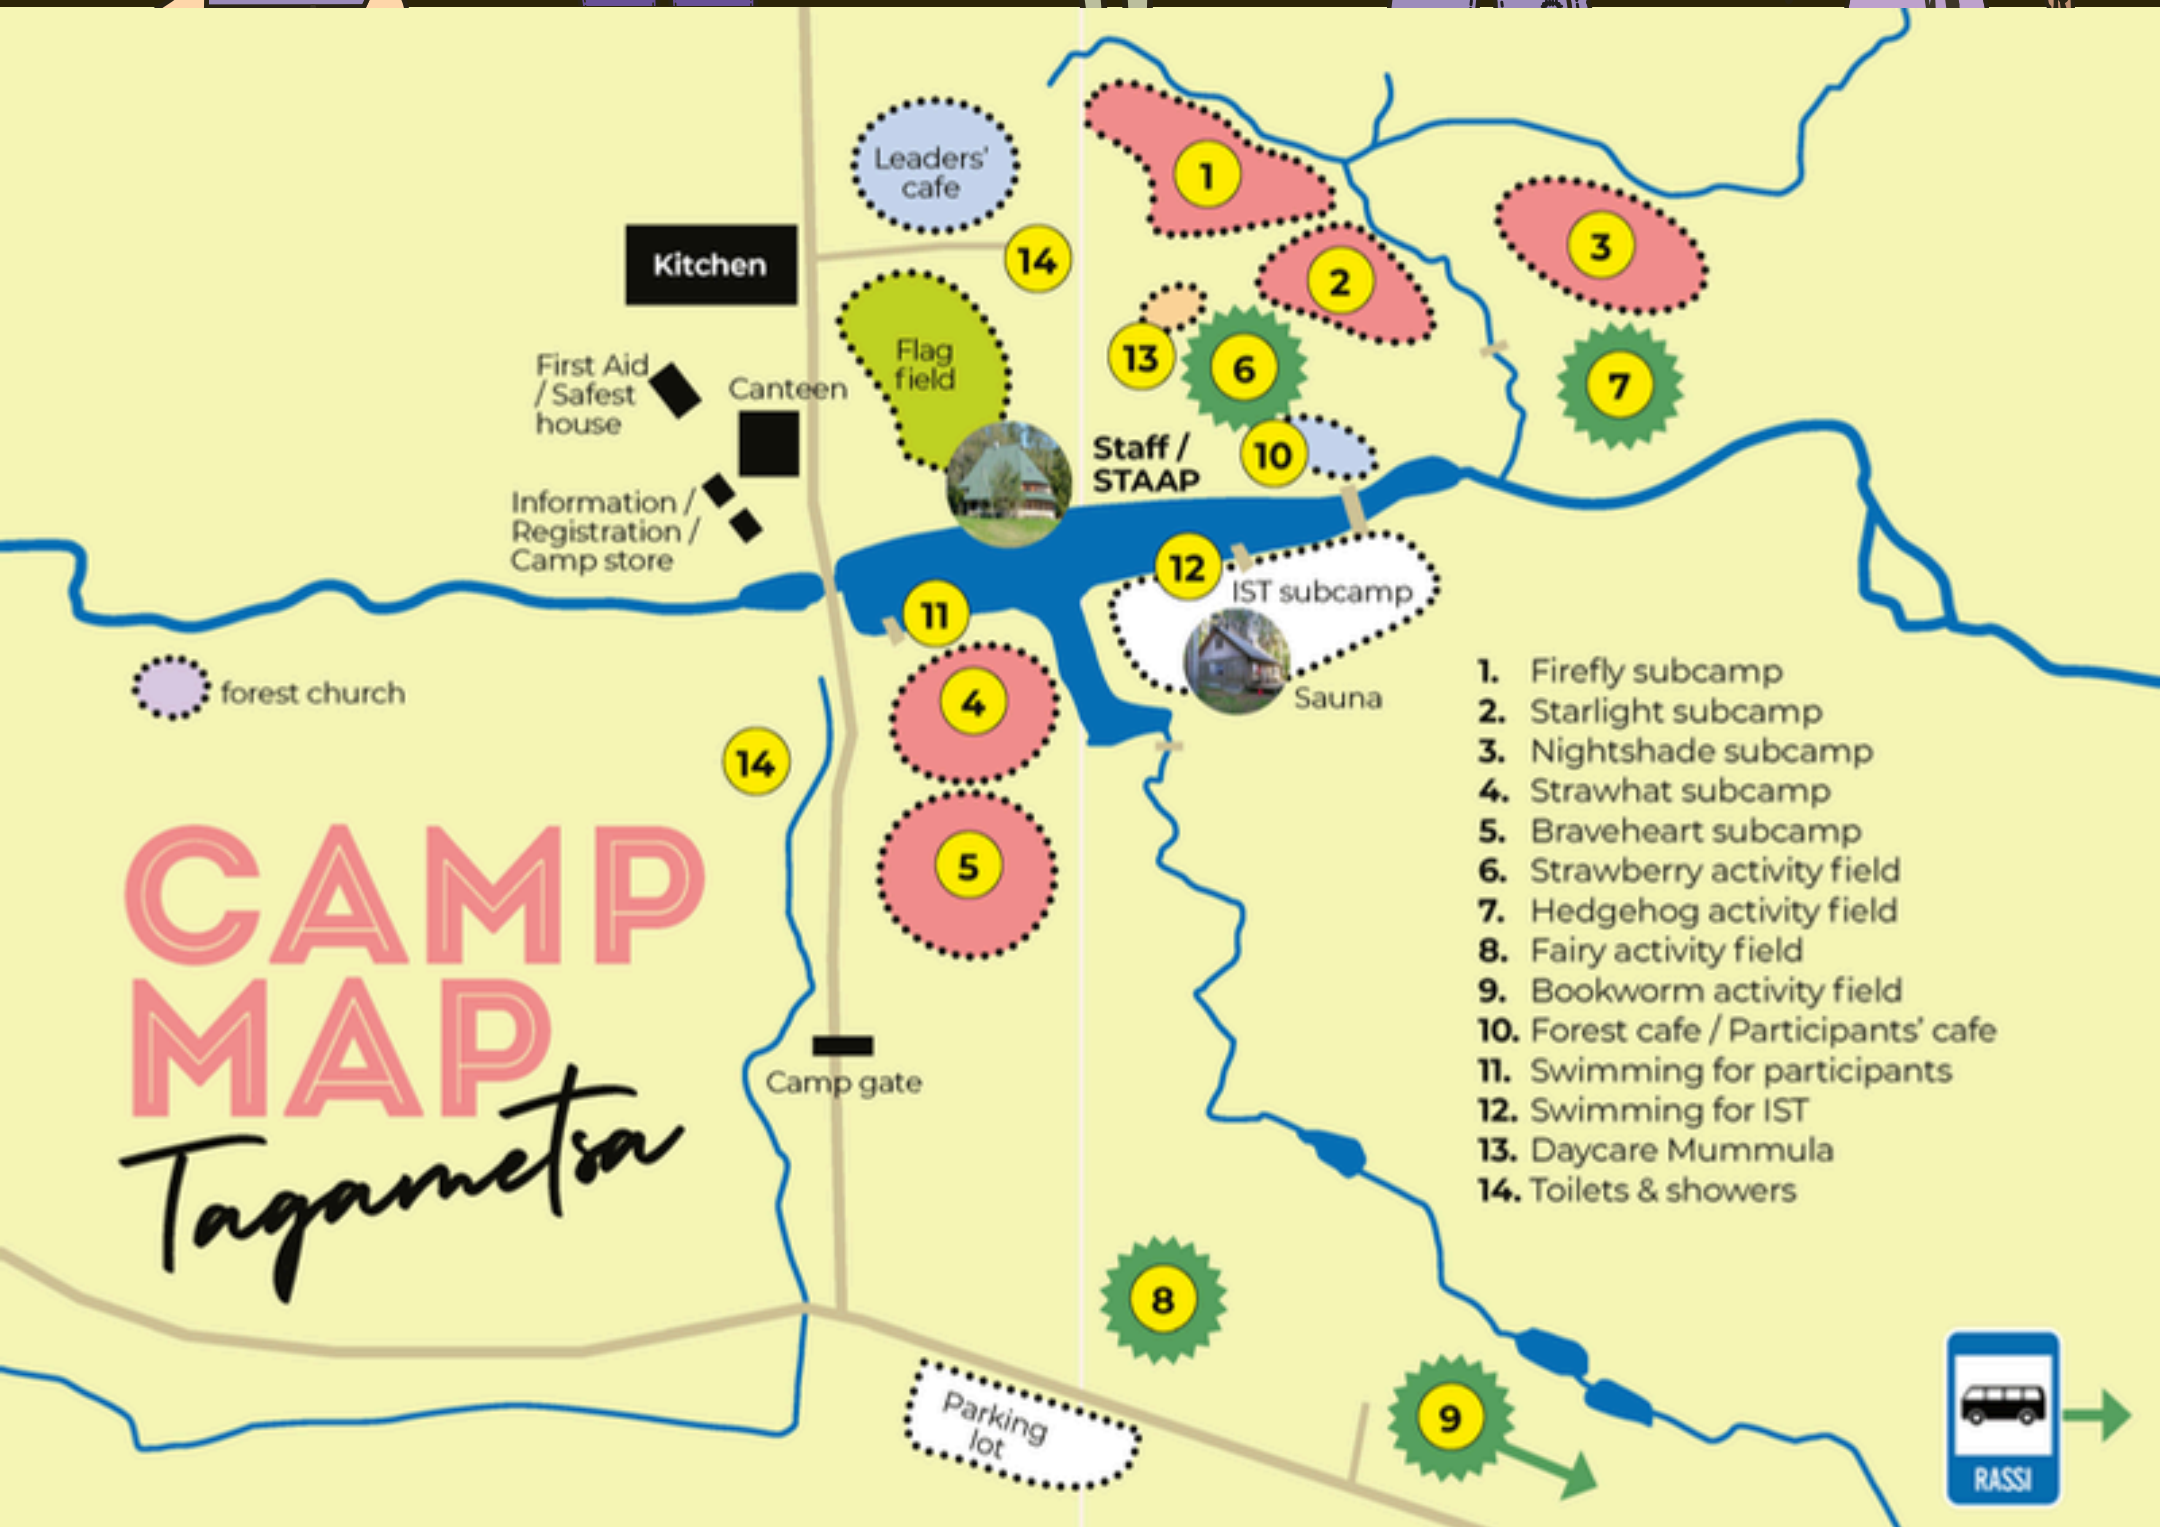 Leaders'
cafe
1
3
14
Kitchen
2
Flag
field
13
6
7
First Aid
/ Safest
house
Canteen
Staff /
STAAP
10
Information /
Registration /
Camp store
12
IST subcamp
11
forest church
4
Sauna
14
5
CAMP
MAP
Tagametsa
Camp gate
1. Firefly subcamp
2. Starlight subcamp
3. Nightshade subcamp
4. Strawhat subcamp
5. Braveheart subcamp
6. Strawberry activity field
7. Hedgehog activity field
8. Fairy activity field
9. Bookworm activity field
10. Forest cafe / Participants' cafe
11. Swimming for participants
12. Swimming for IST
13. Daycare Mummula
14. Toilets & showers
8
Parking
lot
9
RASSI